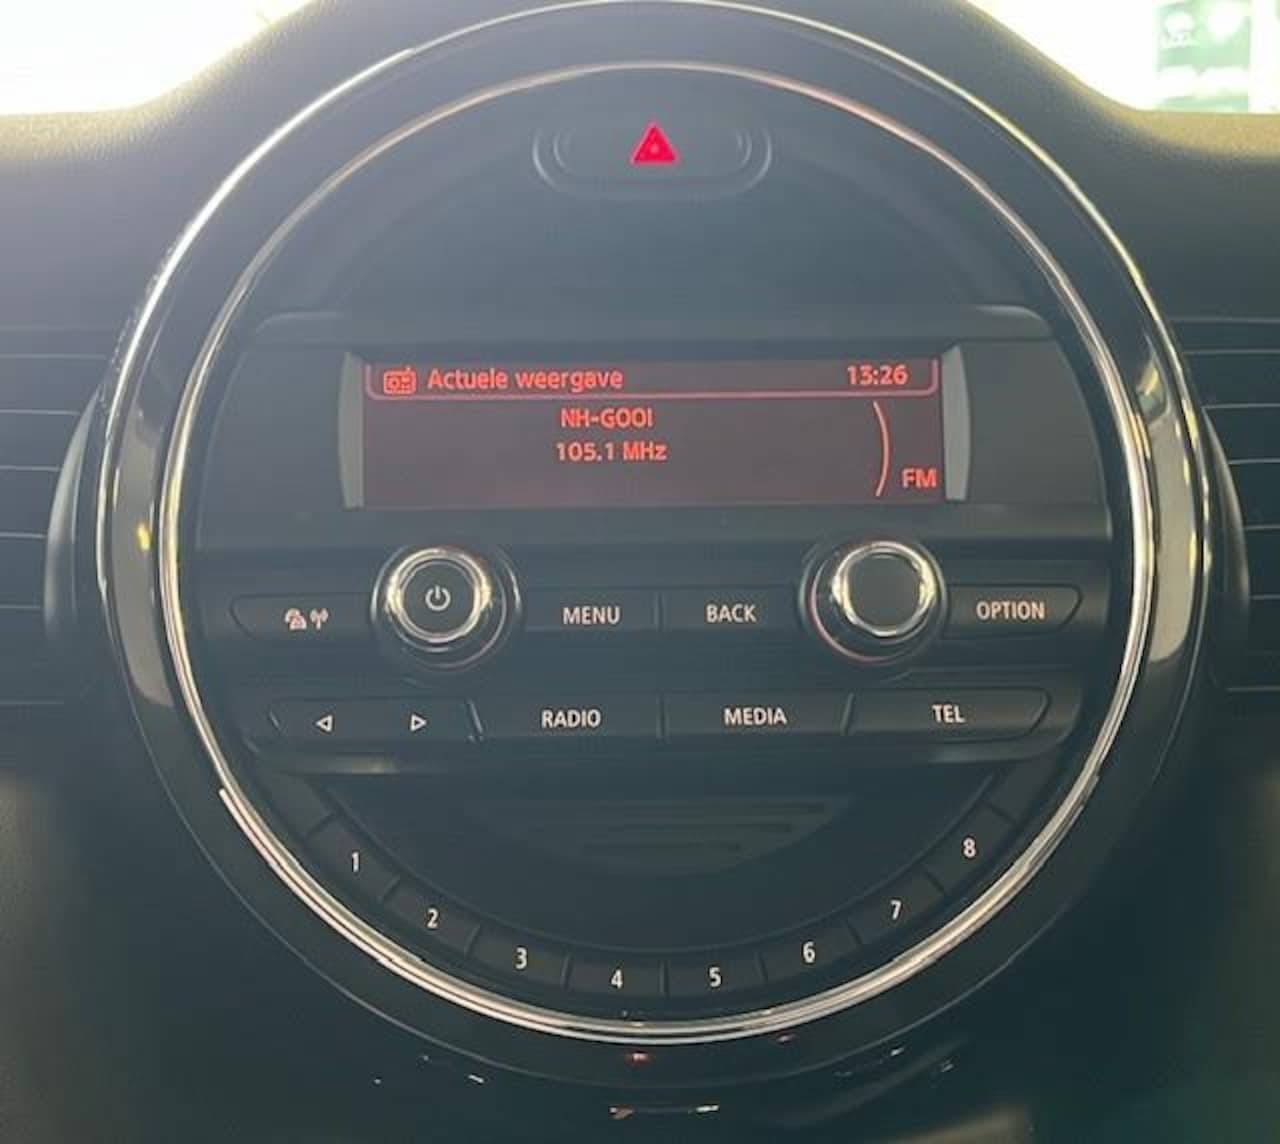 Actuele weergave 13:26
NH-GOOI
105.1 MHz
FM
MENU BACK OPTION
RADIO MEDIA TEL
1 2 3 4 5 6 7 8